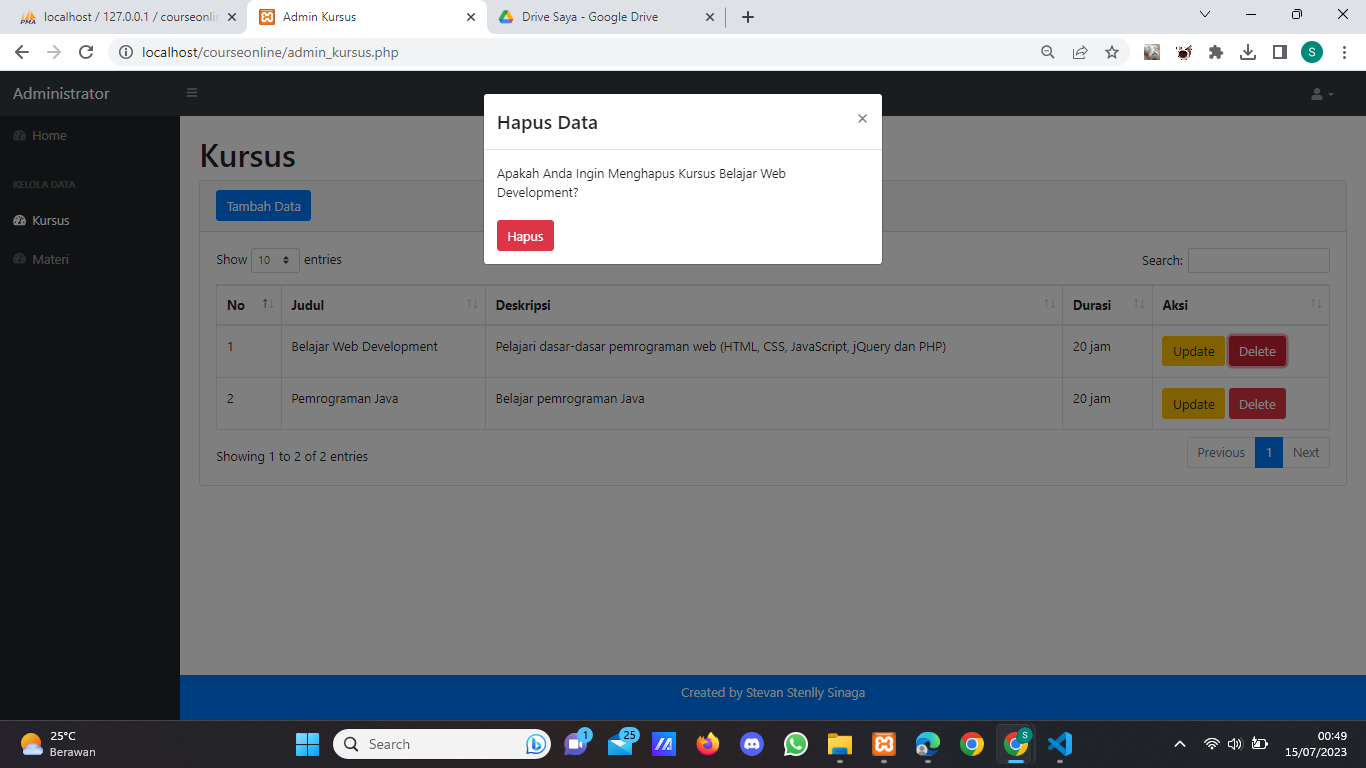 localhost / 127.0.0.1 / courseonlin
Admin Kursus
Drive Saya - Google Drive
localhost/courseonline/admin_kursus.php
S
Administrator
Home
KELOLA DATA
Kursus
Materi
Hapus Data
×
Apakah Anda Ingin Menghapus Kursus Belajar Web
Development?
Hapus
Kursus
Tambah Data
Show 10 entries
Search:
No Judul Deskripsi Durasi Aksi
1 Belajar Web Development Pelajari dasar-dasar pemrograman web (HTML, CSS, JavaScript, jQuery dan PHP) 20 jam Update Delete
2 Pemrograman Java Belajar pemrograman Java 20 jam Update Delete
Showing 1 to 2 of 2 entries
Previous 1 Next
Created by Stevan Stenlly Sinaga
25°C
Berawan
Search
1
25
S
00:49
15/07/2023